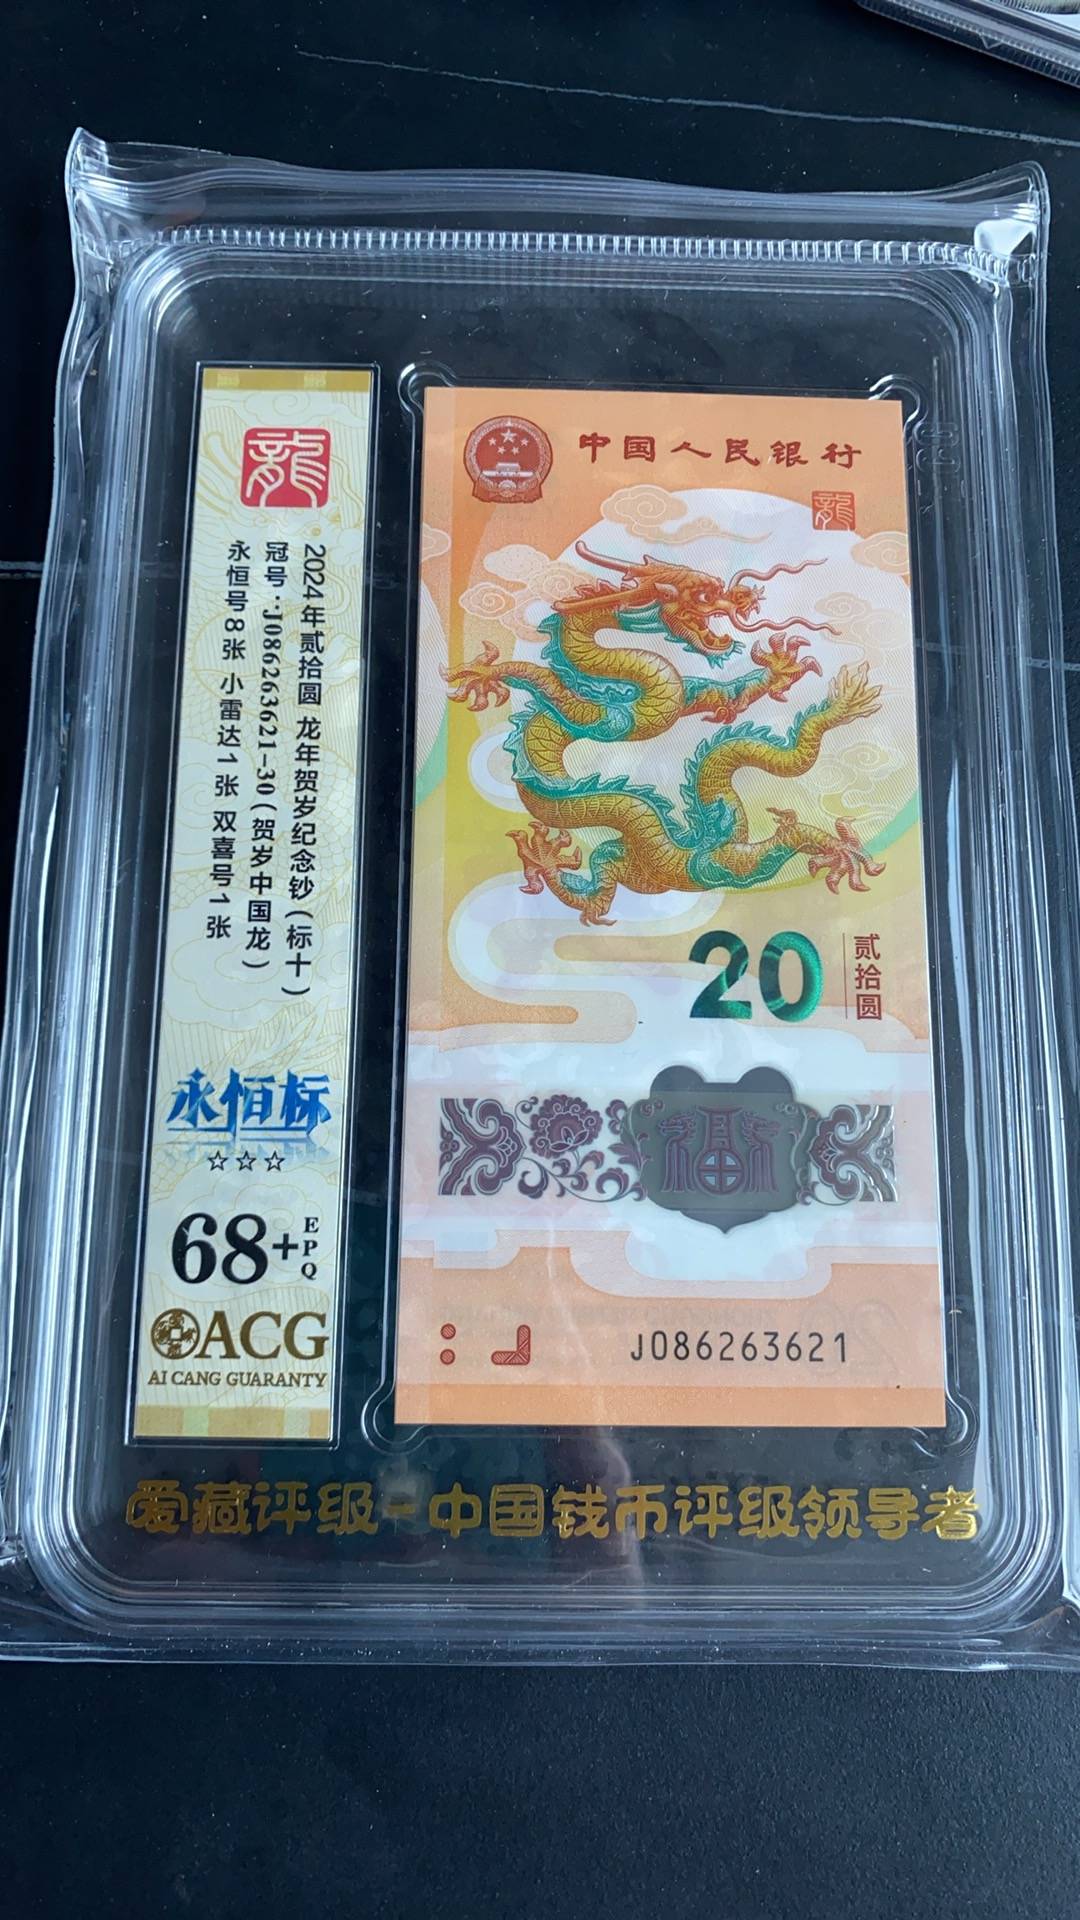 龍
2024年贰拾圆 龙年贺岁纪念钞(标十)
冠号:J086263621-30(贺岁中国龙)
永恒号8张 小雷达1张 双喜号1张
永恒标
☆☆☆
68+EPQ
ACG
AI CANG GUARANTY
中国人民银行
龍
20
贰拾圆
福
J086263621
爱藏评级-中国钱币评级领导者